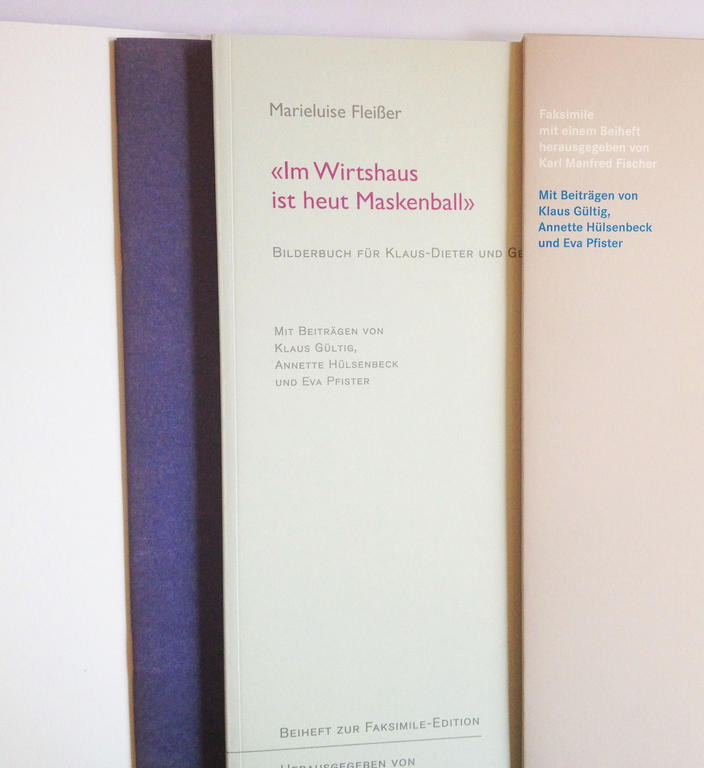 Marieluise Fleißer
«Im Wirtshaus
ist heut Maskenball»
Bilderbuch für Klaus-Dieter und
Mit Beiträgen von
Klaus Gültig,
Annette Hülsenbeck
und Eva Pfister
Beiheft zur Faksimile-Edition
Herausgegeben von
Faksimile
mit einem Beiheft
herausgegeben von
Karl Manfred Fischer
Mit Beiträgen von
Klaus Gültig,
Annette Hülsenbeck
und Eva Pfister